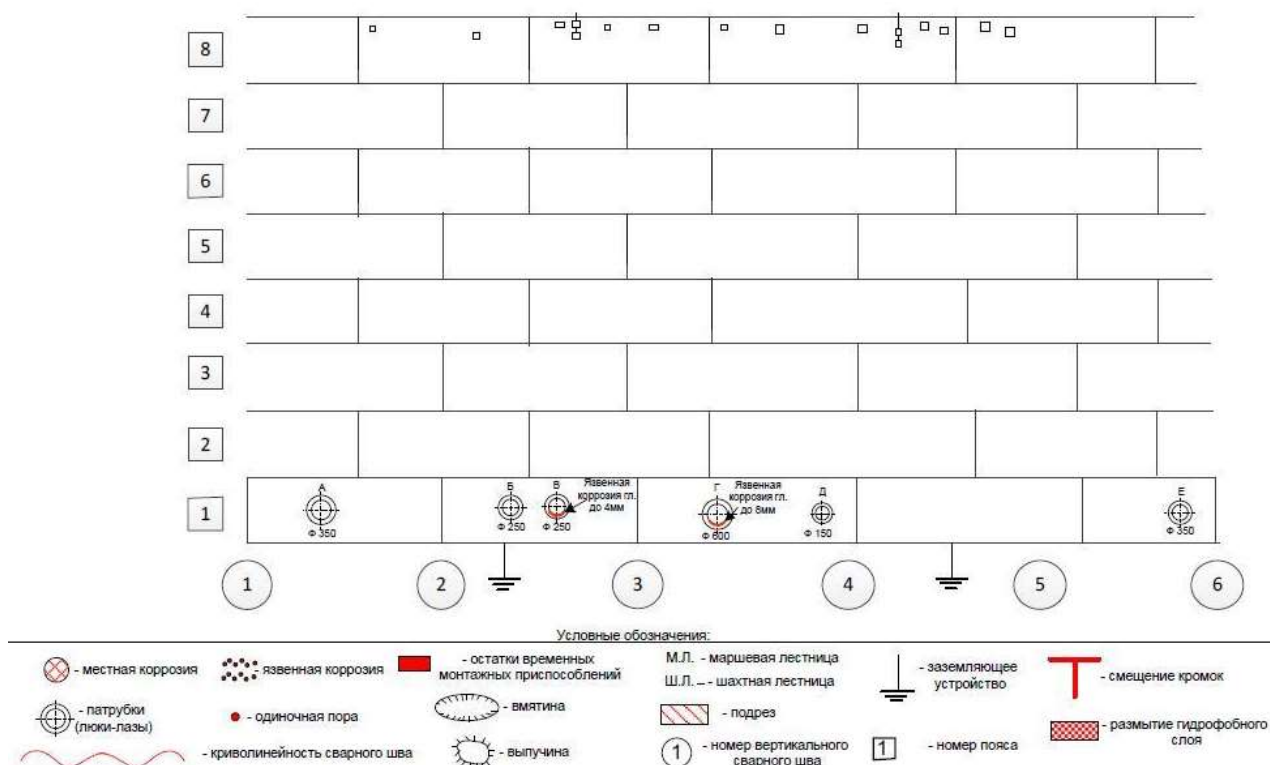 8
7
6
5
4
3
2
1
А
Ф 350
Б
Ф 250
В
Ф 250
Язвенная
коррозия гл.
до 4мм
Г
Ф 600
Язвенная
коррозия гл.
до 8мм
Д
Ф 150
Е
Ф 350
1
2
3
4
5
6
Условные обозначения:
- местная коррозия
- язвенная коррозия
- остатки временных
монтажных приспособлений
М.Л. - маршевая лестница
Ш.Л. - шахтная лестница
- заземляющее
устройство
- смещение кромок
- патрубки
(люки-лазы)
- одиночная пора
- вмятина
- подрез
- размытие гидрофобного
слоя
- криволинейность сварного шва
- выпучина
1 - номер вертикального
сварного шва
1 - номер пояса